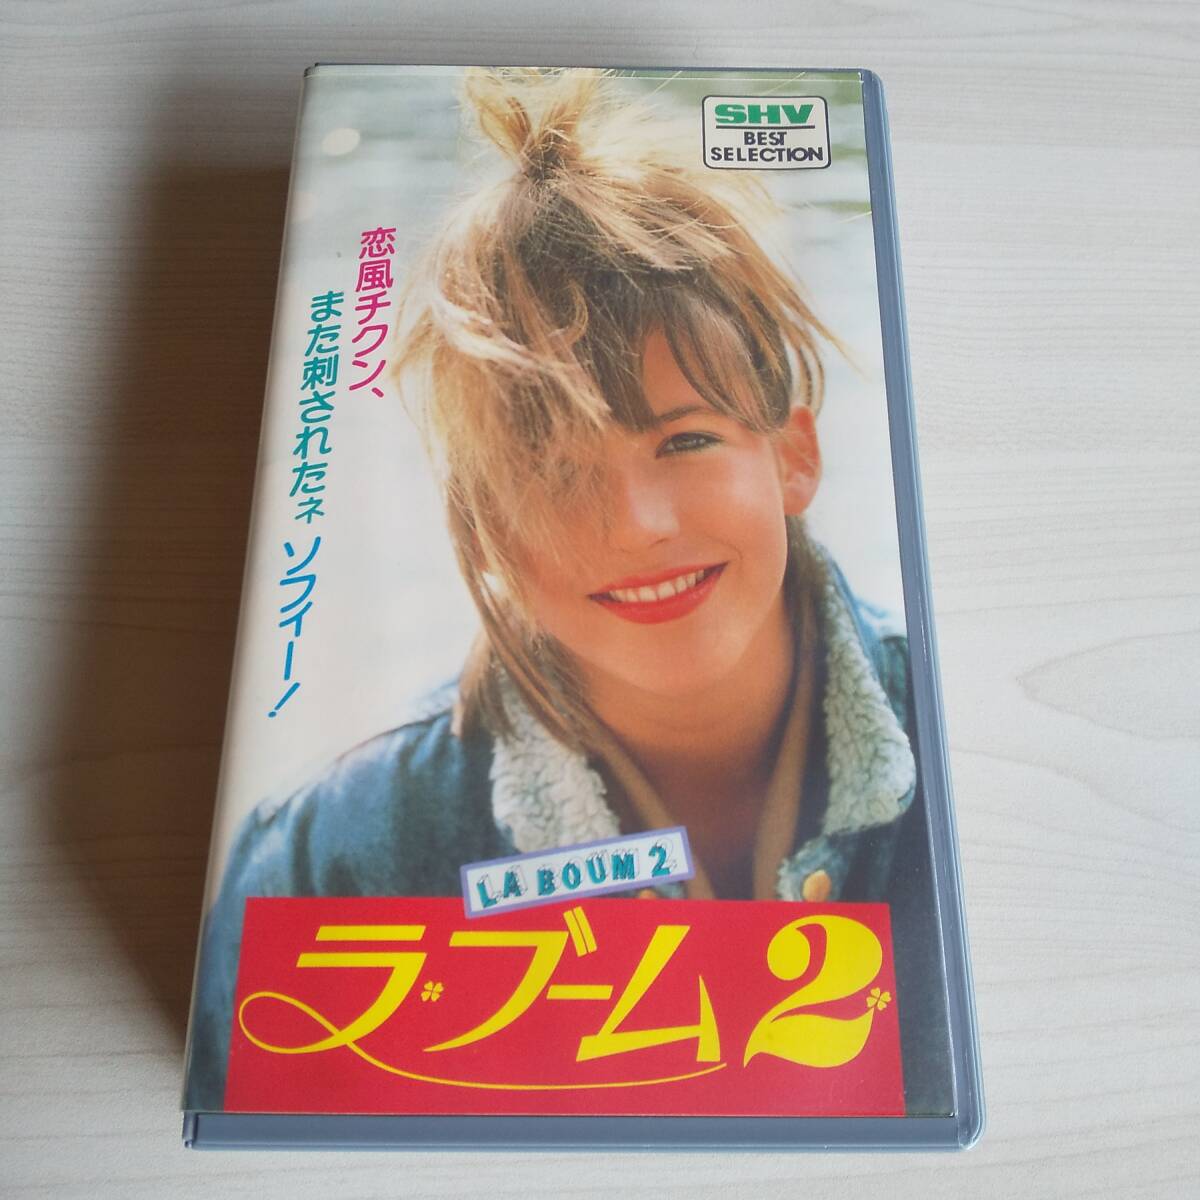 SHV
BEST
SELECTION
恋風チクン、
また刺されたネ
ソフィー!
LA BOUM 2
ラ・ブーム2